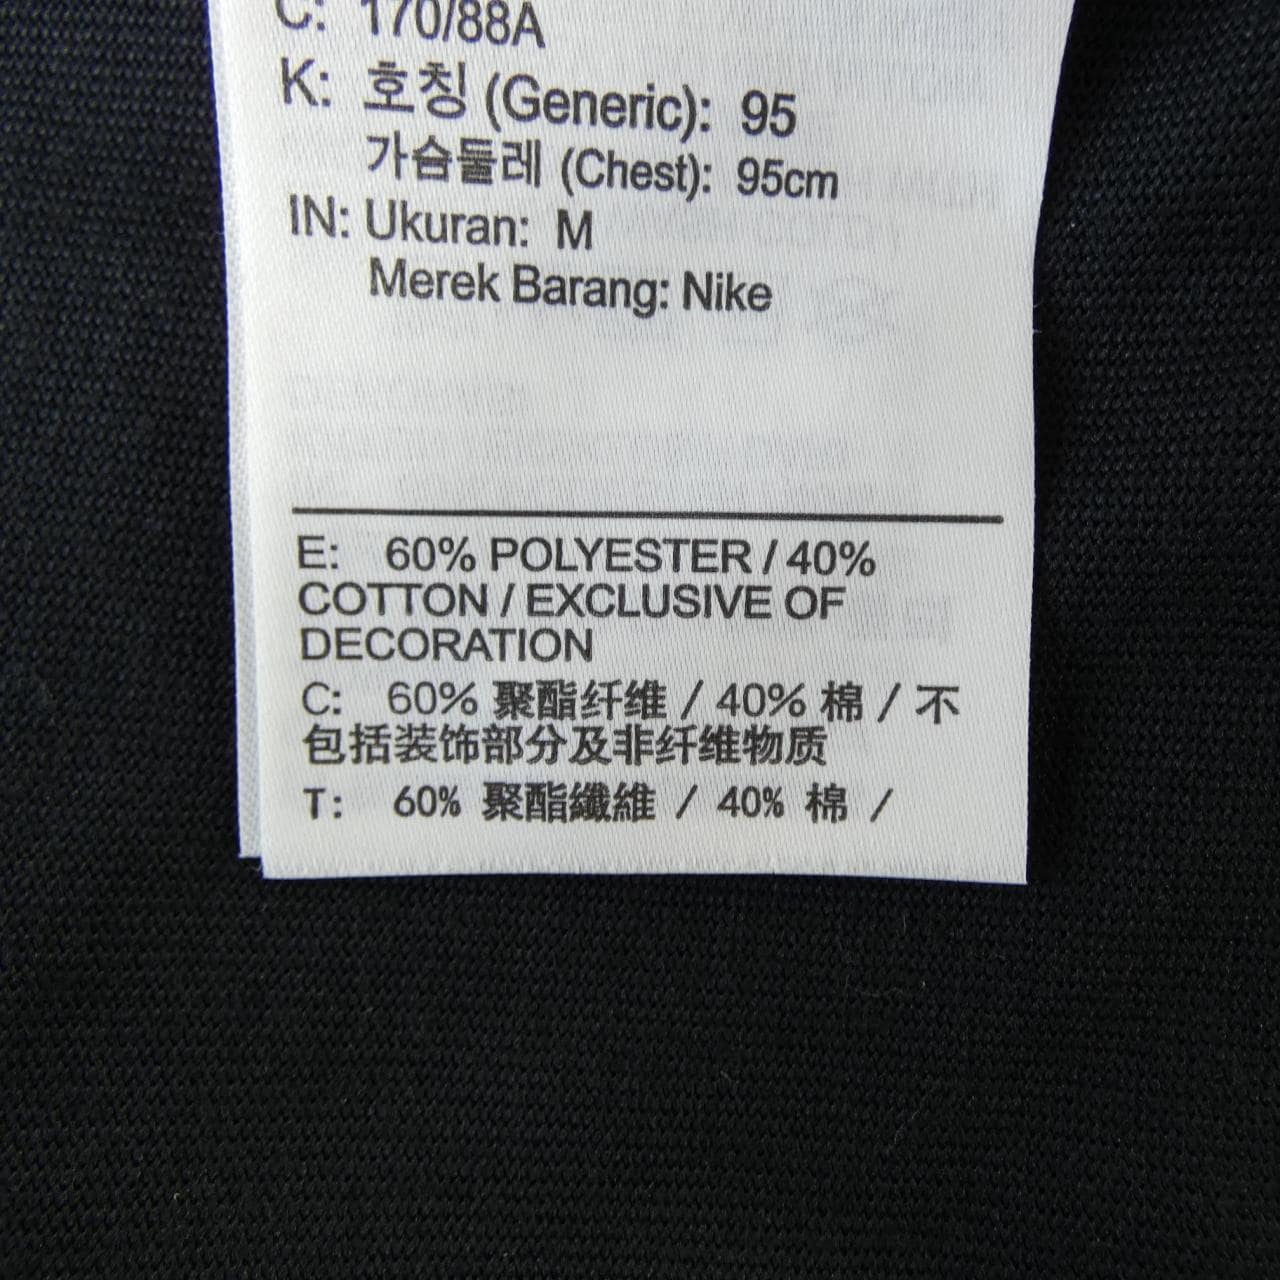 C: 170/88A
K: 호칭 (Generic): 95
가슴둘레 (Chest): 95cm
IN: Ukuran: M
Merek Barang: Nike
E: 60% POLYESTER / 40%
COTTON / EXCLUSIVE OF
DECORATION
C: 60% 聚酯纤维 / 40% 棉 / 不
包括装饰部分及非纤维物质
T: 60% 聚酯纖維 / 40% 棉 /